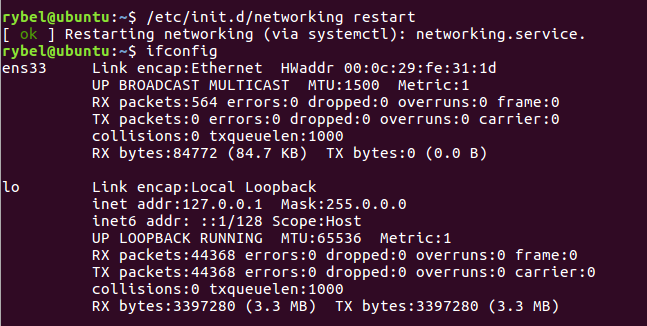 rybel@ubuntu:~$ /etc/init.d/networking restart
[ ok ] Restarting networking (via systemctl): networking.service.
rybel@ubuntu:~$ ifconfig
ens33     Link encap:Ethernet  HWaddr 00:0c:29:fe:31:1d
          UP BROADCAST MULTICAST  MTU:1500  Metric:1
          RX packets:564 errors:0 dropped:0 overruns:0 frame:0
          TX packets:0 errors:0 dropped:0 overruns:0 carrier:0
          collisions:0 txqueuelen:1000
          RX bytes:84772 (84.7 KB)  TX bytes:0 (0.0 B)
lo        Link encap:Local Loopback
          inet addr:127.0.0.1  Mask:255.0.0.0
          inet6 addr: ::1/128 Scope:Host
          UP LOOPBACK RUNNING  MTU:65536  Metric:1
          RX packets:44368 errors:0 dropped:0 overruns:0 frame:0
          TX packets:44368 errors:0 dropped:0 overruns:0 carrier:0
          collisions:0 txqueuelen:1000
          RX bytes:3397280 (3.3 MB)  TX bytes:3397280 (3.3 MB)